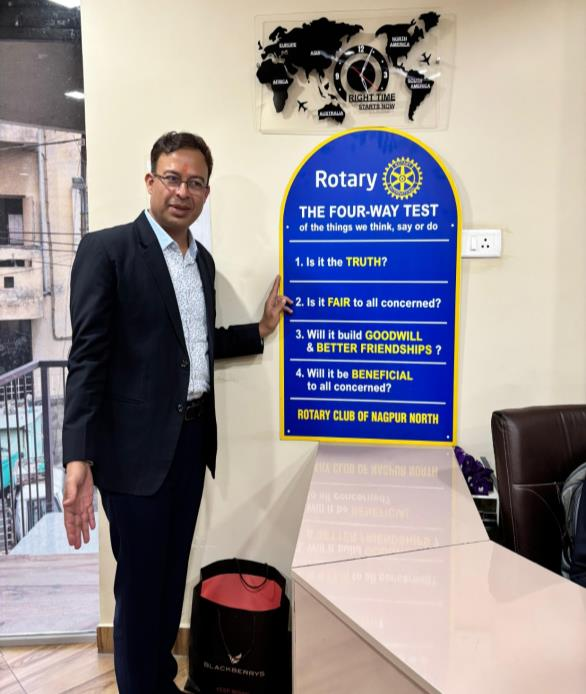 EUROPE
ASIA
AFRICA
AUSTRALIA
NORTH
AMERICA
SOUTH
AMERICA
12
3
9
RIGHT TIME
STARTS NOW
Rotary
THE FOUR-WAY TEST
of the things we think, say or do
1. Is it the TRUTH?
2. Is it FAIR to all concerned?
3. Will it build GOODWILL
& BETTER FRIENDSHIPS ?
4. Will it be BENEFICIAL
to all concerned?
ROTARY CLUB OF NAGPUR NORTH
BLACKBERRYS